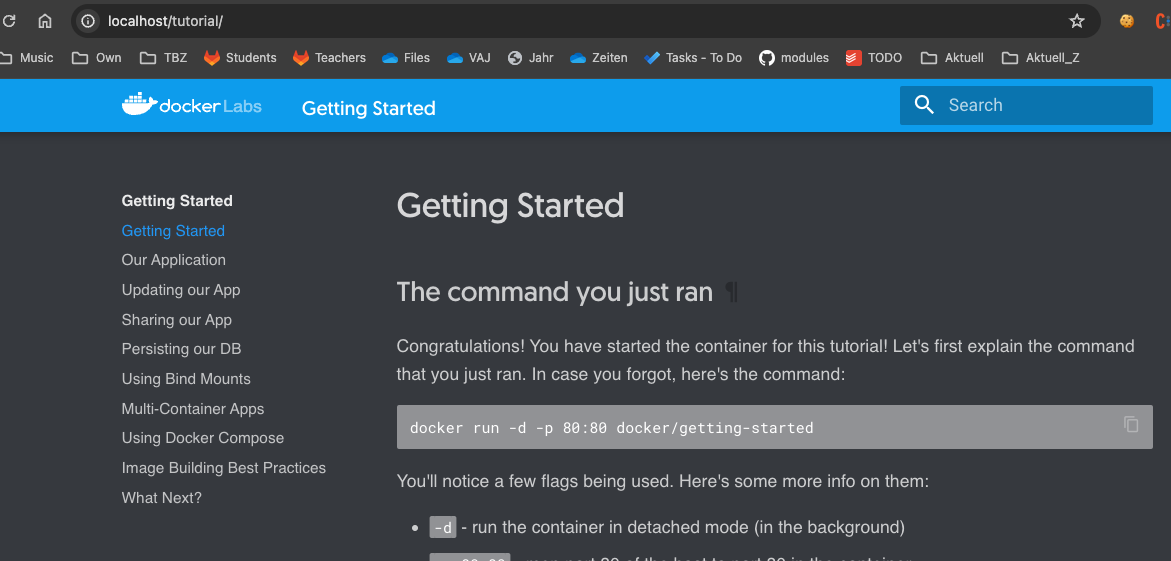 localhost/tutorial/
Music Own TBZ Students Teachers Files VAJ Jahr Zeiten Tasks - To Do modules TODO Aktuell Aktuell_Z
docker Labs Getting Started Search
Getting Started
Getting Started
Our Application
Updating our App
Sharing our App
Persisting our DB
Using Bind Mounts
Multi-Container Apps
Using Docker Compose
Image Building Best Practices
What Next?
Getting Started
The command you just ran ¶
Congratulations! You have started the container for this tutorial! Let's first explain the command
that you just ran. In case you forgot, here's the command:
docker run -d -p 80:80 docker/getting-started
You'll notice a few flags being used. Here's some more info on them:
• -d - run the container in detached mode (in the background)